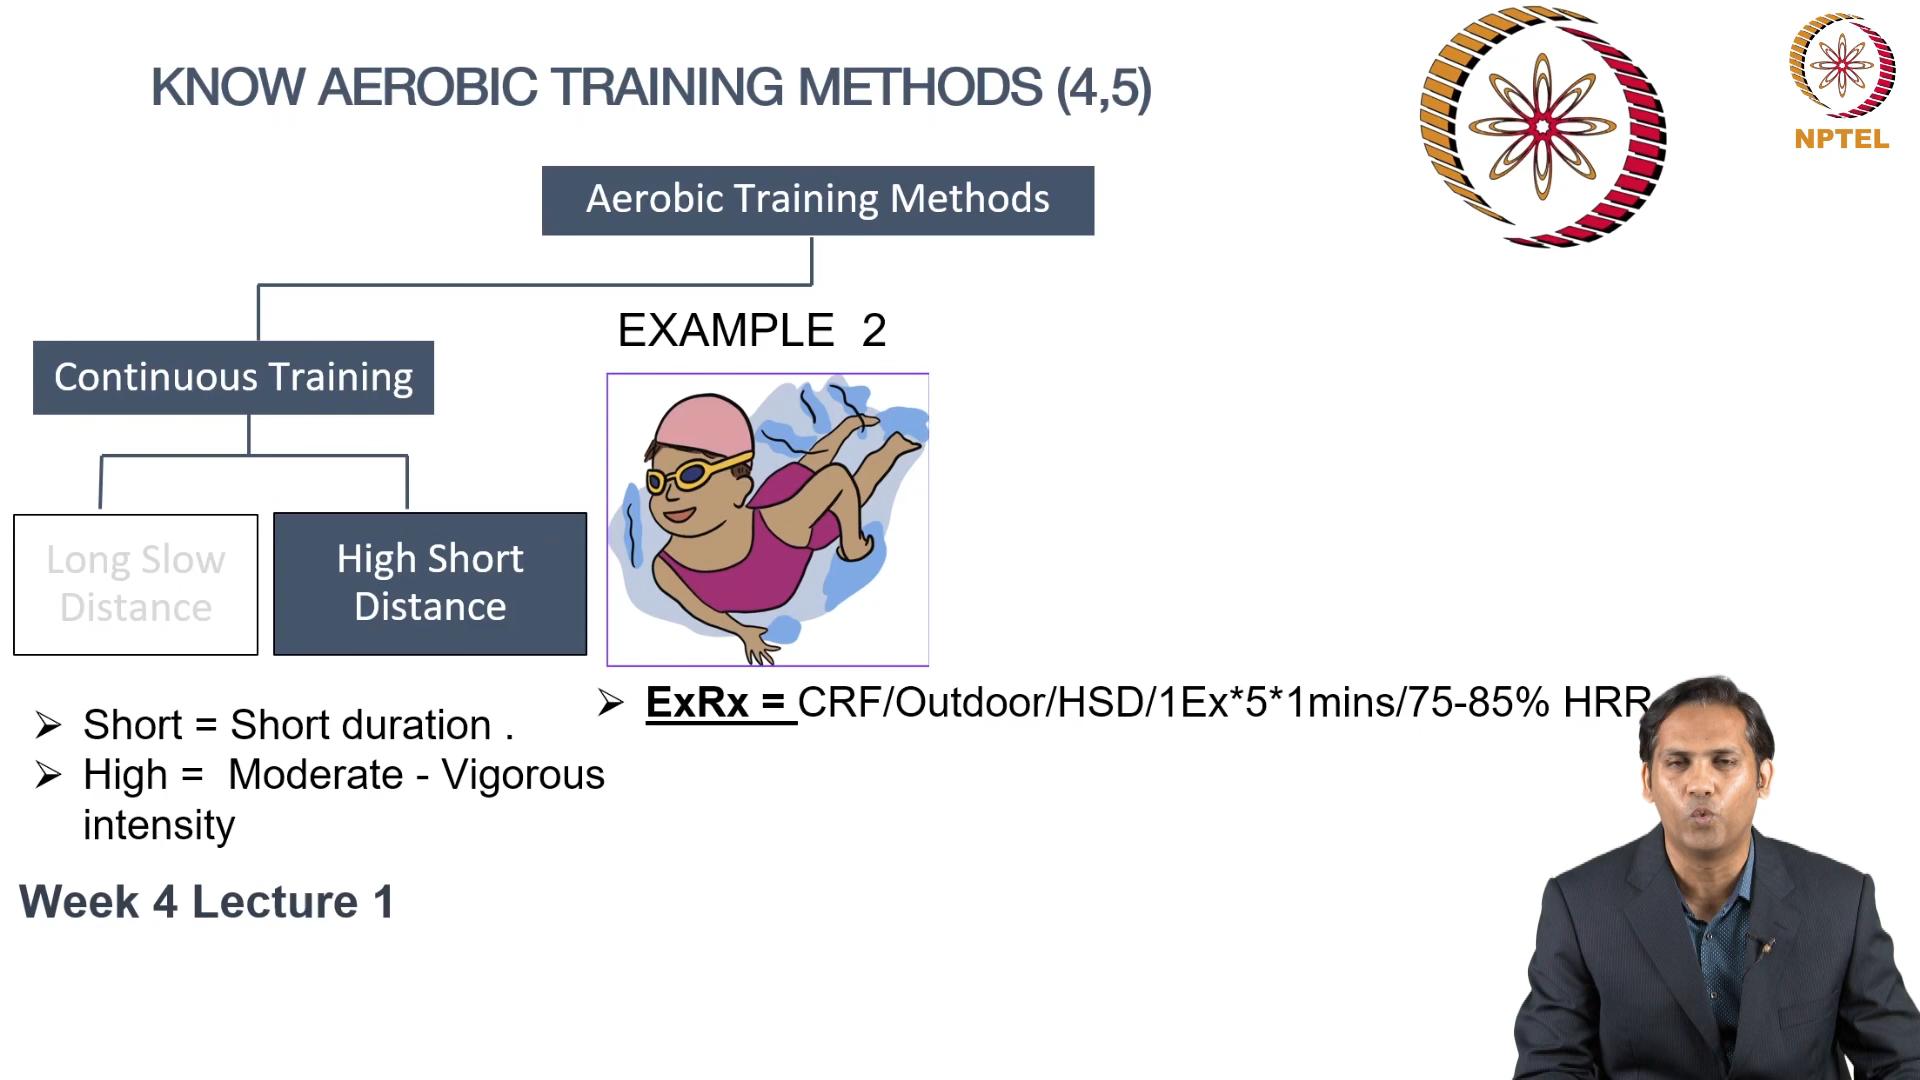 KNOW AEROBIC TRAINING METHODS (4,5)
NPTEL
Aerobic Training Methods
EXAMPLE 2
Continuous Training
Long Slow
Distance
High Short
Distance
➢ ExRx = CRF/Outdoor/HSD/1Ex*5*1mins/75-85% HRR
➢ Short = Short duration .
➢ High = Moderate - Vigorous
intensity
Week 4 Lecture 1